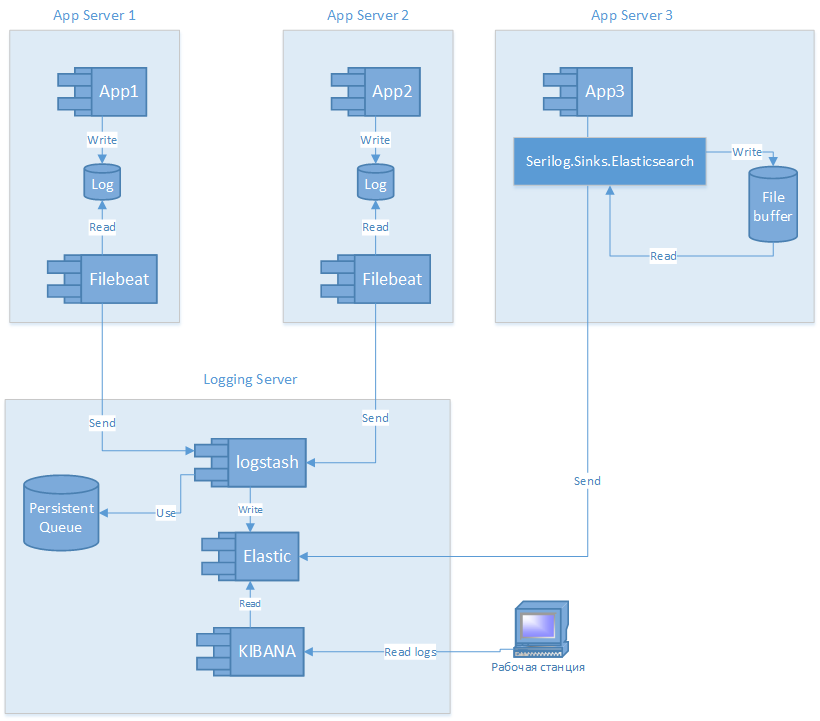 App Server 1
App Server 2
App Server 3
App1
App2
App3
Write
Write
Write
Serilog.Sinks.Elasticsearch
Log
Log
File
buffer
Read
Read
Read
Filebeat
Filebeat
Logging Server
Send
Send
logstash
Send
Persistent
Queue
Use
Write
Elastic
Read
KIBANA
Read logs
Рабочая станция